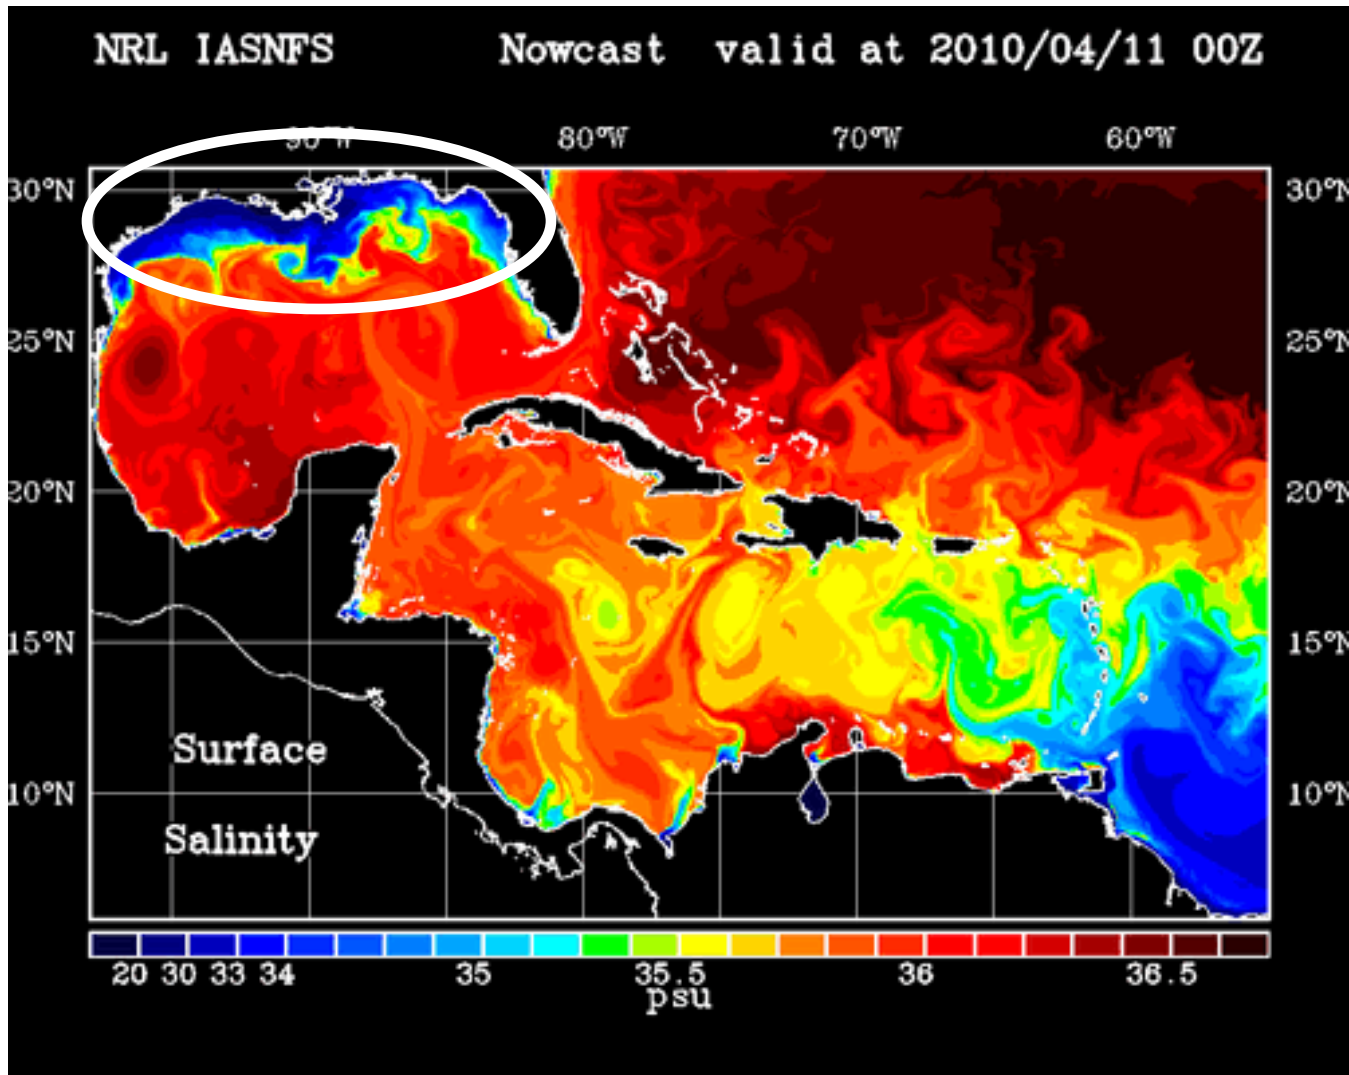 NRL IASNFS Nowcast valid at 2010/04/11 00Z
90°W 80°W 70°W 60°W
30°N 30°N
25°N 25°N
20°N 20°N
15°N 15°N
Surface
10°N 10°N
Salinity
20 30 33 34 35 35.5 36 36.5
psu